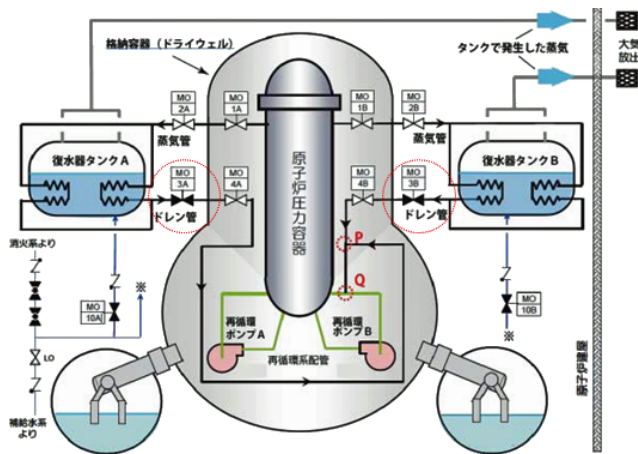 格納容器（ドライウェル）
タンクで発生した蒸気
大気
放出
MO
2A
MO
1A
MO
1B
MO
2B
蒸気管
蒸気管
復水器タンクA
復水器タンクB
MO
3A
MO
4A
MO
4B
MO
3B
ドレン管
ドレン管
原子炉圧力容器
P
Q
消火系より
※
MO
10A
MO
10B
※
LO
再循環
ポンプA
再循環
ポンプB
再循環系配管
補給水系
より
原子炉建屋